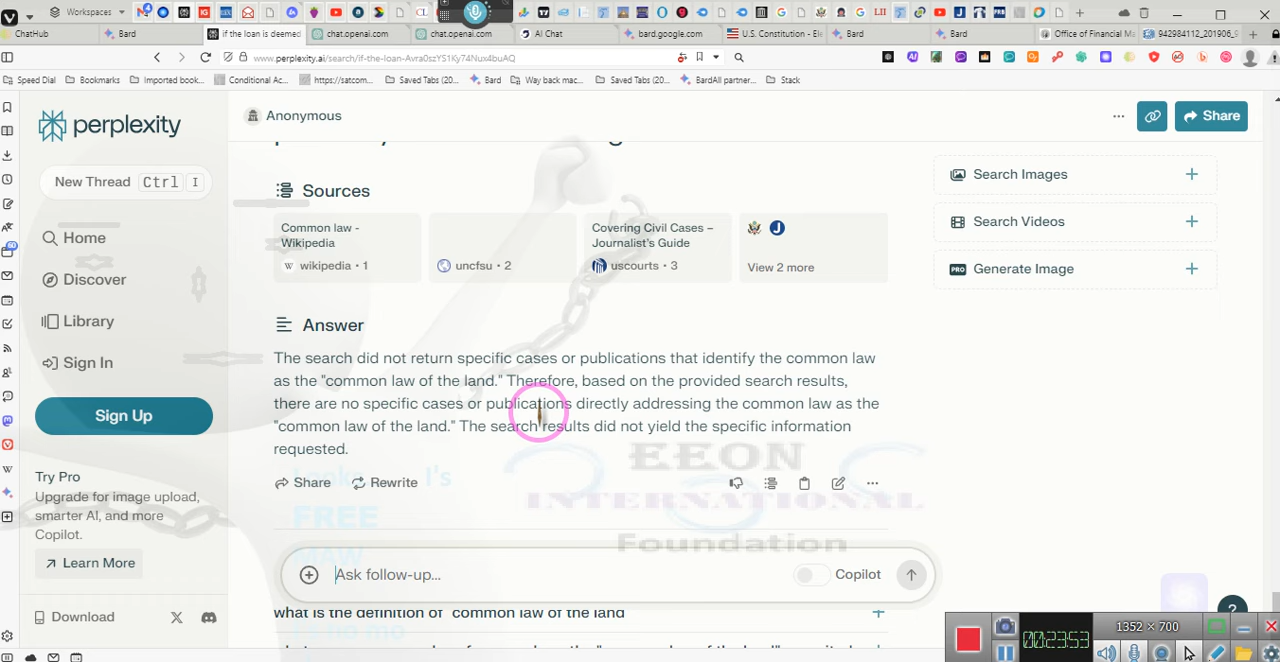 Workspaces
ChatHub
Bard
if the loan is deemed
chat.openai.com
chat.openai.com
AI Chat
bard.google.com
U.S. Constitution - Ele
Bard
Bard
Office of Financial Ma
942984112_201906_9
www.perplexity.ai/search/if-the-loan-Avra0szYS1Ky74Nux4buAQ
Speed Dial
Bookmarks
Imported book...
Conditional Ac...
https://satcom...
Saved Tabs (20...
Bard
Way back mac...
Saved Tabs (20...
BardAll partner...
Stack
perplexity
Anonymous
Share
New Thread Ctrl I
Home
Discover
Library
Sign In
Sign Up
Try Pro
Upgrade for image upload,
smarter AI, and more
Copilot.
Learn More
Download
Sources
Common law -
Wikipedia
wikipedia · 1
uncfsu · 2
Covering Civil Cases –
Journalist's Guide
uscourts · 3
View 2 more
Search Images
Search Videos
PRO Generate Image
Answer
The search did not return specific cases or publications that identify the common law
as the "common law of the land." Therefore, based on the provided search results,
there are no specific cases or publications directly addressing the common law as the
"common law of the land." The search results did not yield the specific information
requested.
Share
Rewrite
I's
FREE
EEON
INTERNATIONAL
Foundation
Ask follow-up...
Copilot
what is the definition of "common law of the land"
1352 × 700
00:23:53